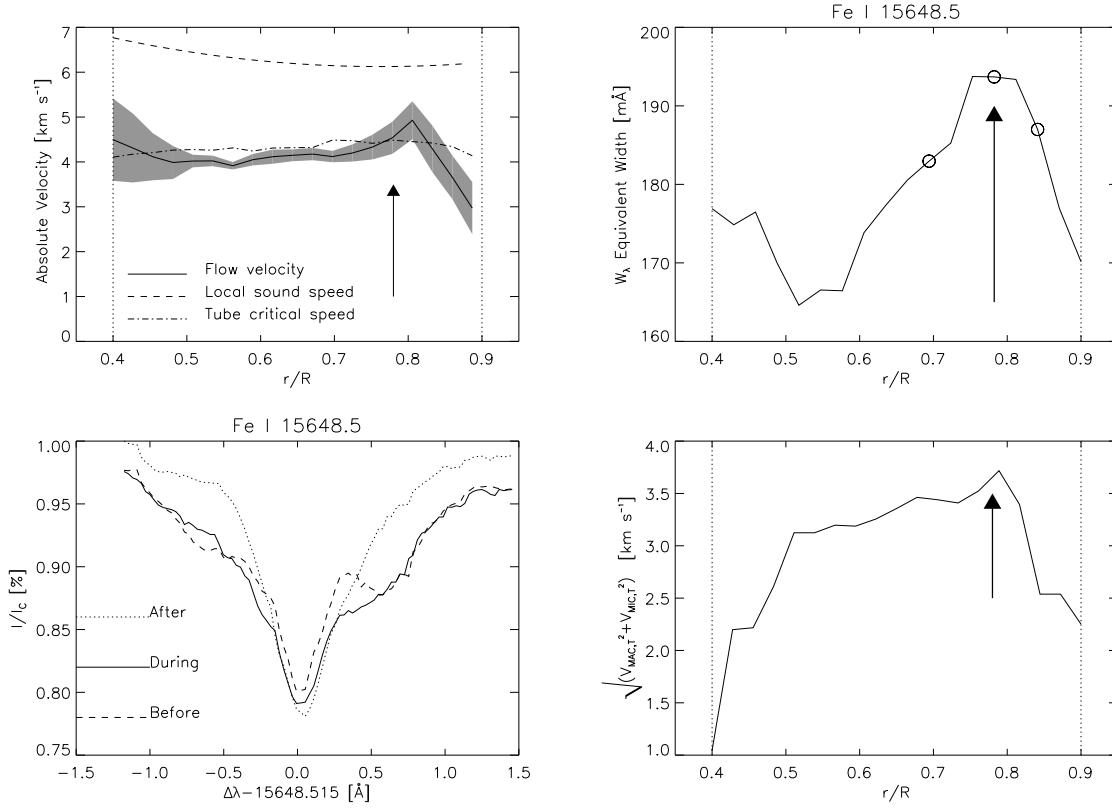 7
6
5
4
3
2
1
0
Absolute Velocity [km s⁻¹]
Flow velocity
Local sound speed
Tube critical speed
0.4 0.5 0.6 0.7 0.8 0.9
r/R
Fe I 15648.5
200
190
180
170
160
W_λ Equivalent Width [mÅ]
0.4 0.5 0.6 0.7 0.8 0.9
r/R
Fe I 15648.5
1.00
0.95
0.90
0.85
0.80
0.75
I/I_C [%]
After
During
Before
−1.5 −1.0 −0.5 0.0 0.5 1.0 1.5
Δλ−15648.515 [Å]
4.0
3.5
3.0
2.5
2.0
1.5
1.0
√(V_MAC,T²+V_MIC,T²) [km s⁻¹]
0.4 0.5 0.6 0.7 0.8 0.9
r/R